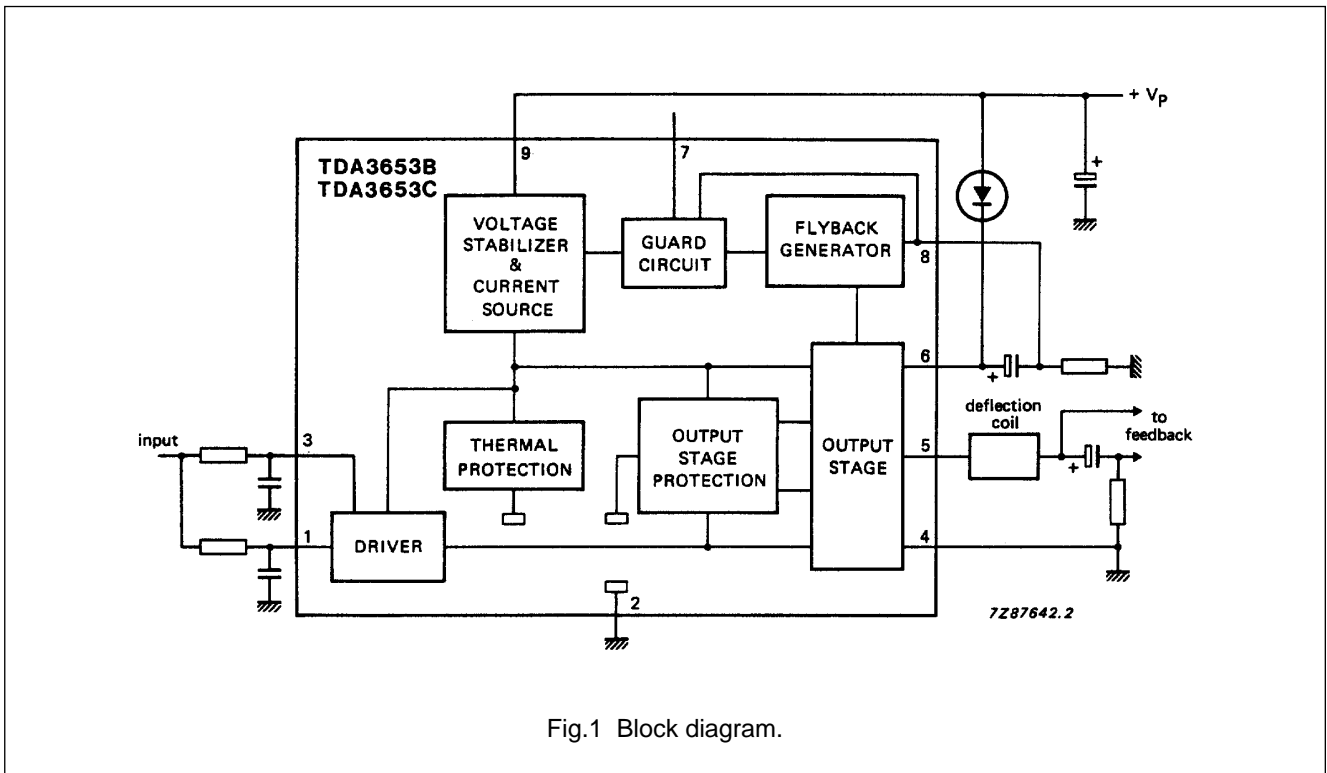 + VP
+
9
7
TDA3653B
TDA3653C
VOLTAGE
STABILIZER
&
CURRENT
SOURCE
GUARD
CIRCUIT
FLYBACK
GENERATOR
8
6
+
deflection
coil
to
feedback
input
3
THERMAL
PROTECTION
OUTPUT
STAGE
PROTECTION
OUTPUT
STAGE
5
+
1
DRIVER
4
2
7Z87642.2
Fig.1 Block diagram.